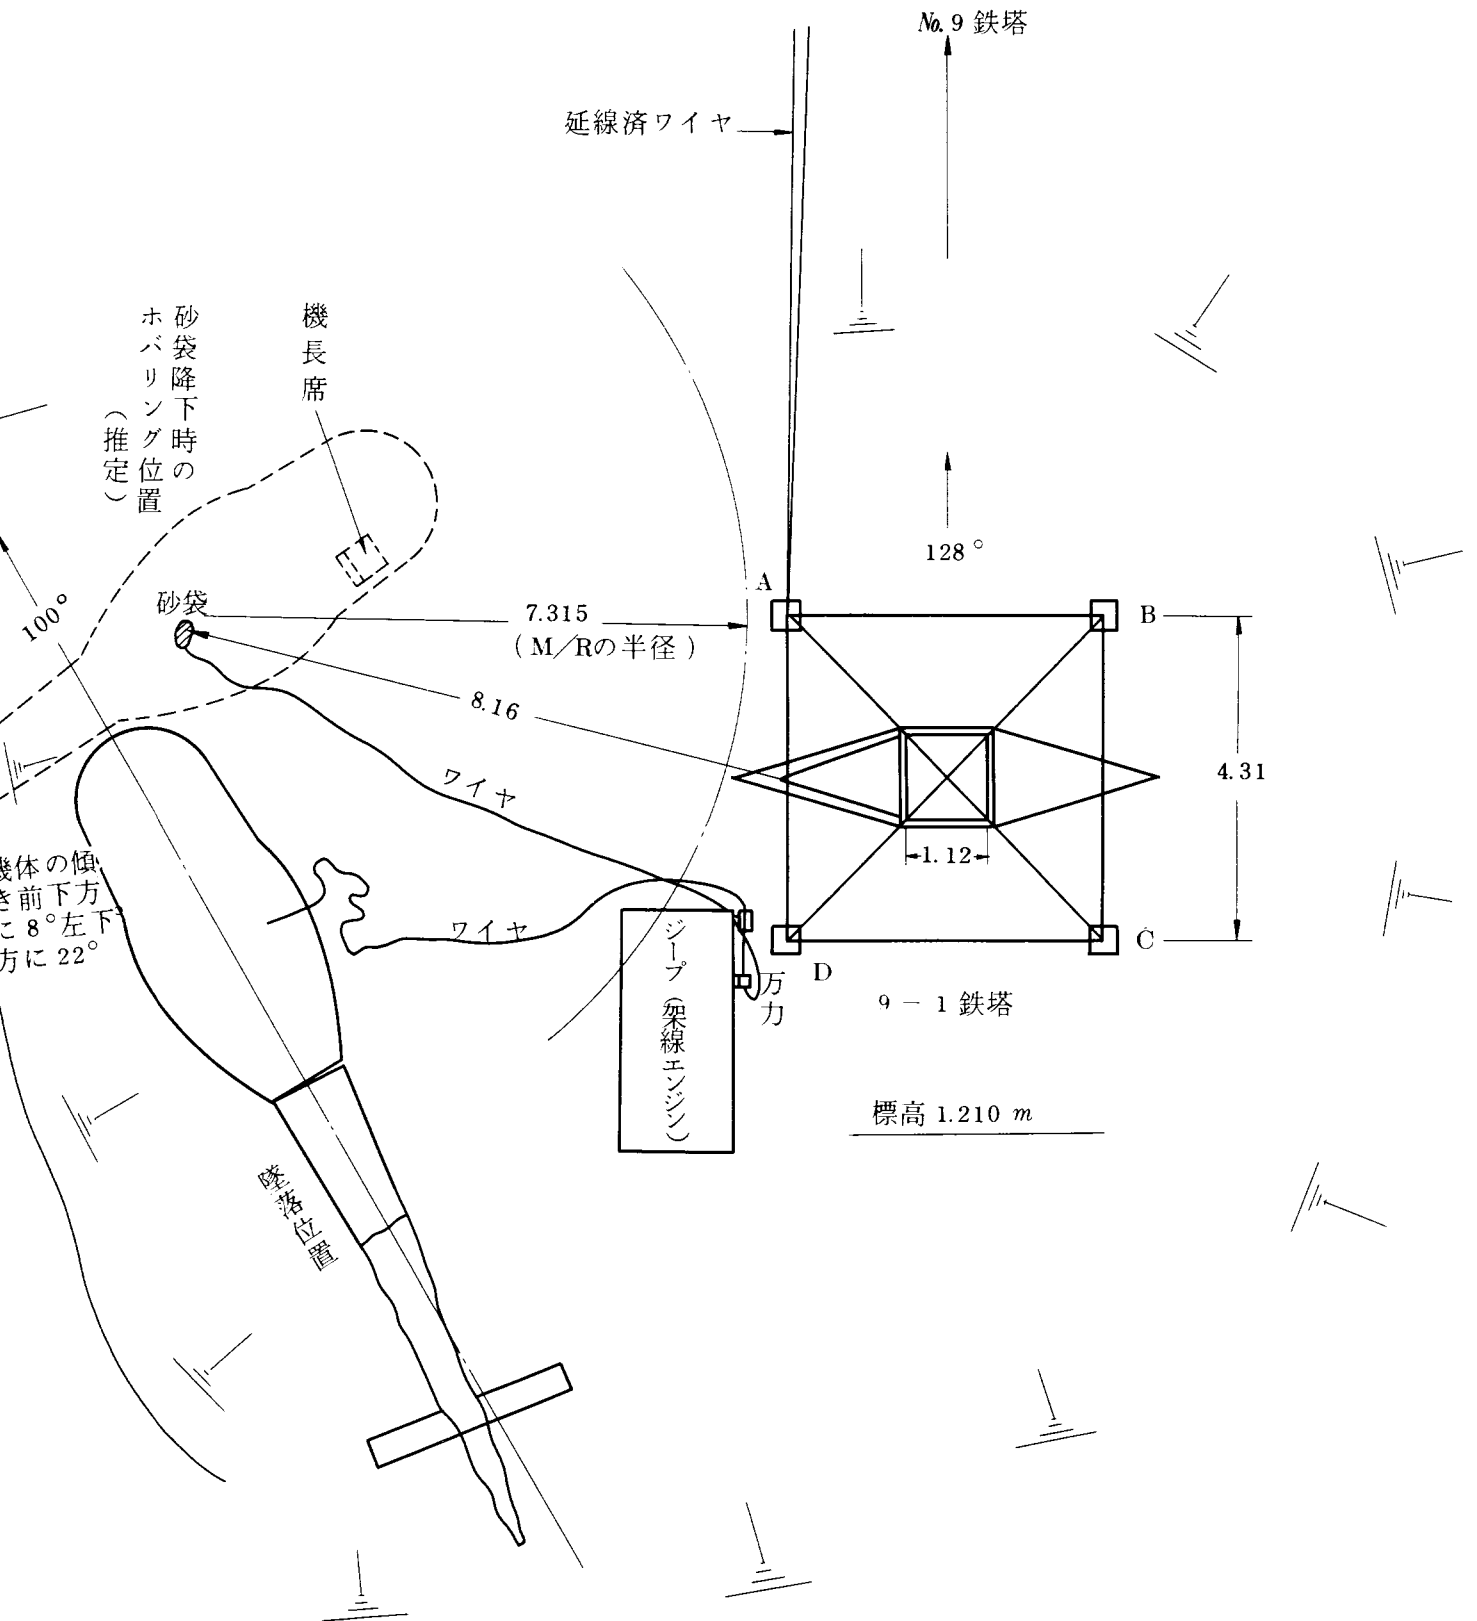 No. 9 鉄塔
延線済ワイヤ
砂袋降下時の
ホバリング位置
(推定)
機長席
128°
A
B
砂袋
7.315
(M/Rの半径)
100°
8.16
4.31
ワイヤ
1.12
機体の傾
き前下方
に8°左下
方に22°
ワイヤ
ジープ(架線エンジン)
万力
D
C
9-1鉄塔
標高 1.210 m
墜落位置